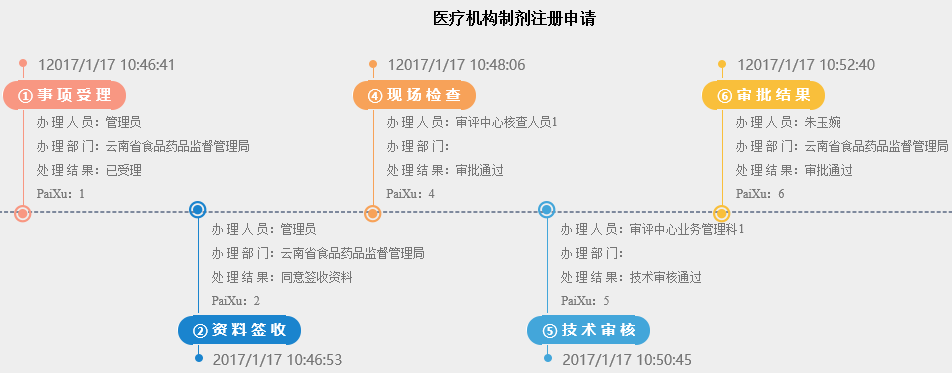 医疗机构制剂注册申请
12017/1/17 10:46:41
① 事项受理
办理人员：管理员
办理部门：云南省食品药品监督管理局
处理结果：已受理
PaiXu：1
办理人员：管理员
办理部门：云南省食品药品监督管理局
处理结果：同意签收资料
PaiXu：2
② 资料签收
2017/1/17 10:46:53
12017/1/17 10:48:06
④ 现场检查
办理人员：审评中心核查人员1
办理部门：
处理结果：审批通过
PaiXu：4
办理人员：审评中心业务管理科1
办理部门：
处理结果：技术审核通过
PaiXu：5
⑤ 技术审核
2017/1/17 10:50:45
12017/1/17 10:52:40
⑥ 审批结果
办理人员：朱玉婉
办理部门：云南省食品药品监督管理局
处理结果：审批通过
PaiXu：6